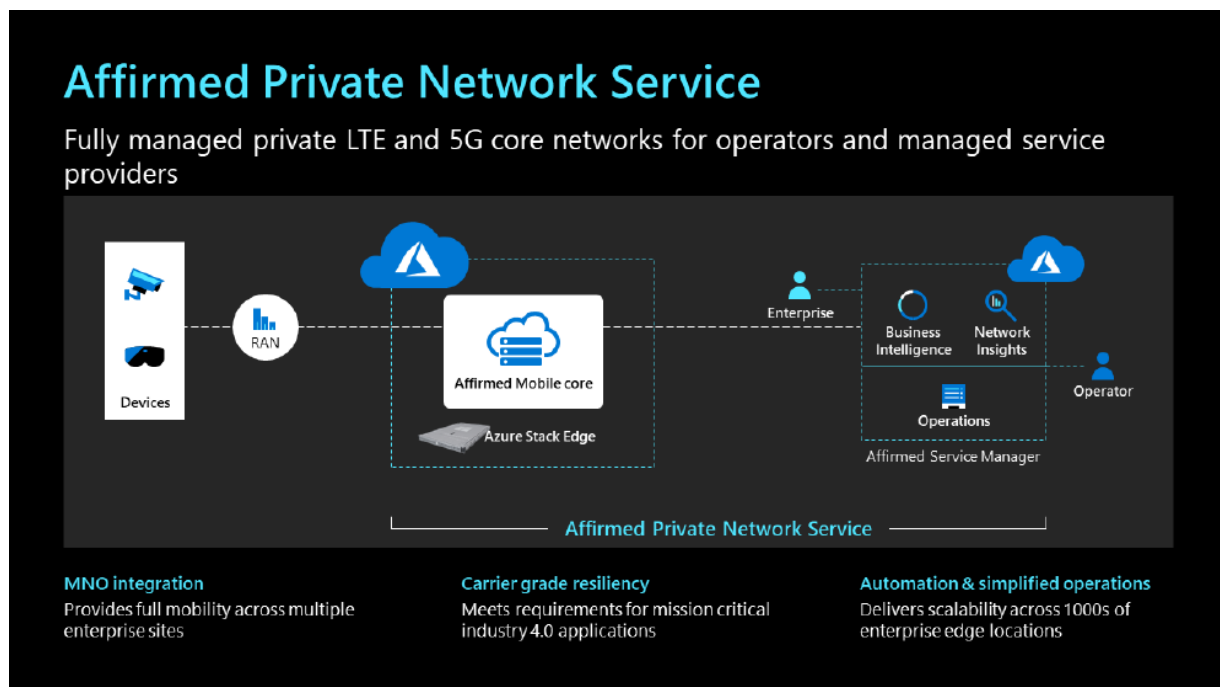 Affirmed Private Network Service
Fully managed private LTE and 5G core networks for operators and managed service
providers
Devices
RAN
Affirmed Mobile core
Azure Stack Edge
Enterprise
Business
Intelligence
Network
Insights
Operator
Operations
Affirmed Service Manager
Affirmed Private Network Service
MNO integration
Provides full mobility across multiple
enterprise sites
Carrier grade resiliency
Meets requirements for mission critical
industry 4.0 applications
Automation & simplified operations
Delivers scalability across 1000s of
enterprise edge locations